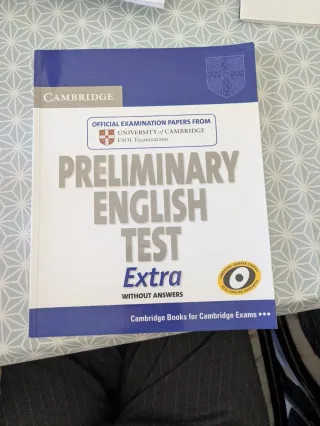 CAMBRIDGE
OFFICIAL EXAMINATION PAPERS FROM
UNIVERSITY of CAMBRIDGE
ESOL Examinations
PRELIMINARY
ENGLISH
TEST
Extra
WITHOUT ANSWERS
Cambridge Books for Cambridge Exams